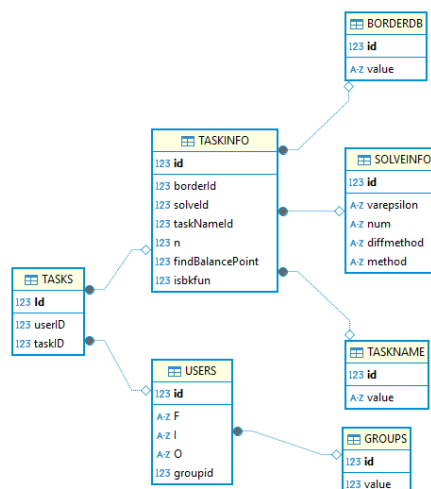 BORDERDB
123 id
A-Z value
TASKINFO
123 id
123 borderId
123 solveId
123 taskNameId
123 n
123 findBalancePoint
123 isbkfun
SOLVEINFO
123 id
A-Z varepsilon
A-Z num
A-Z diffmethod
A-Z method
TASKS
123 Id
123 userID
123 taskID
USERS
123 id
A-Z F
A-Z I
A-Z O
123 groupid
TASKNAME
123 id
A-Z value
GROUPS
123 id
123 value